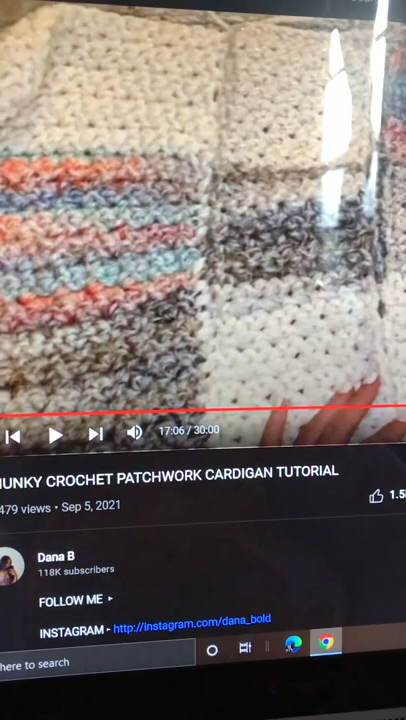 17:06 / 30:00
UNKY CROCHET PATCHWORK CARDIGAN TUTORIAL
479 views • Sep 5, 2021
1.5
Dana B
118K subscribers
FOLLOW ME ▸
INSTAGRAM - http://instagram.com/dana_bold
here to search